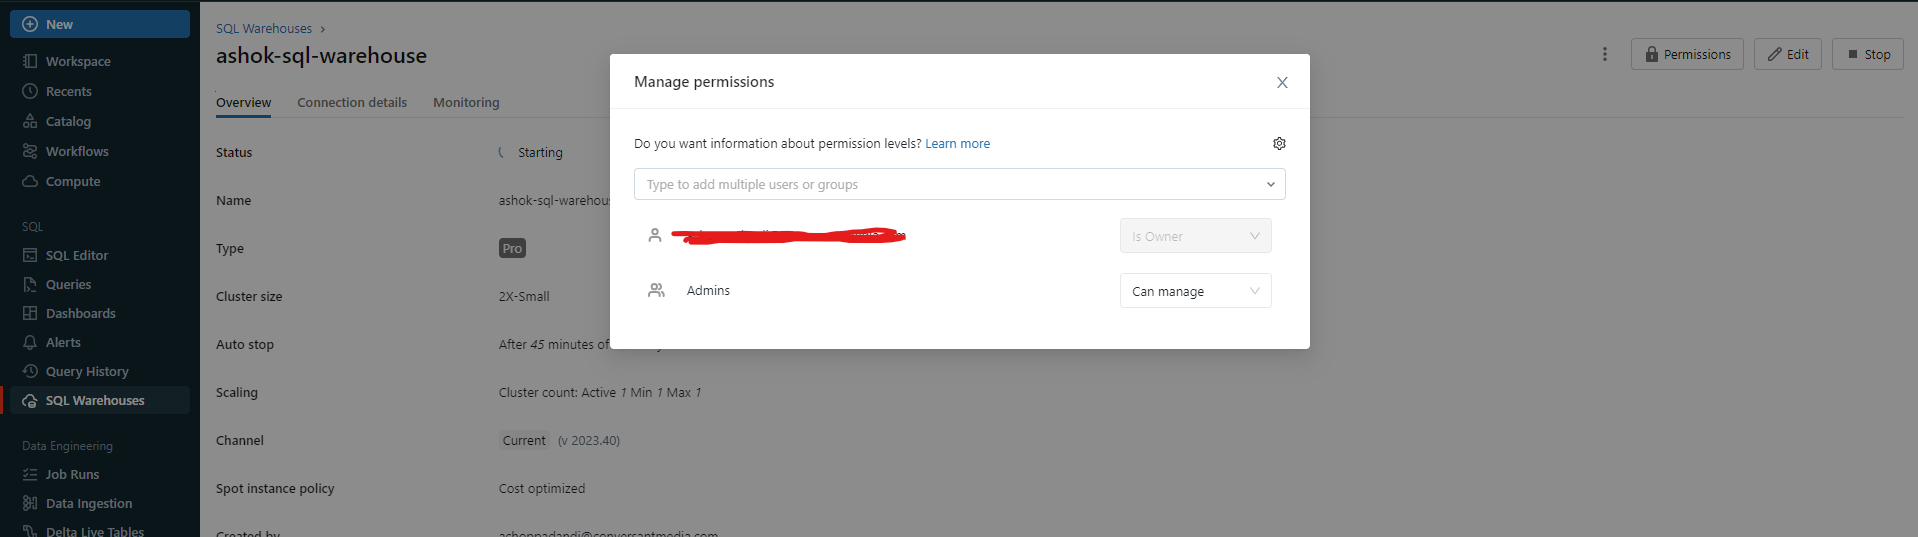 New
Workspace
Recents
Catalog
Workflows
Compute
SQL
SQL Editor
Queries
Dashboards
Alerts
Query History
SQL Warehouses
Data Engineering
Job Runs
Data Ingestion
Delta Live Tables
SQL Warehouses >
ashok-sql-warehouse
Permissions
Edit
Stop
Overview Connection details Monitoring
Status Starting
Name ashok-sql-warehou
Type Pro
Cluster size 2X-Small
Auto stop After 45 minutes of
Scaling Cluster count: Active 1 Min 1 Max 1
Channel Current (v 2023.40)
Spot instance policy Cost optimized
Created by
Manage permissions
X
Do you want information about permission levels? Learn more
Type to add multiple users or groups
Is Owner
Admins Can manage